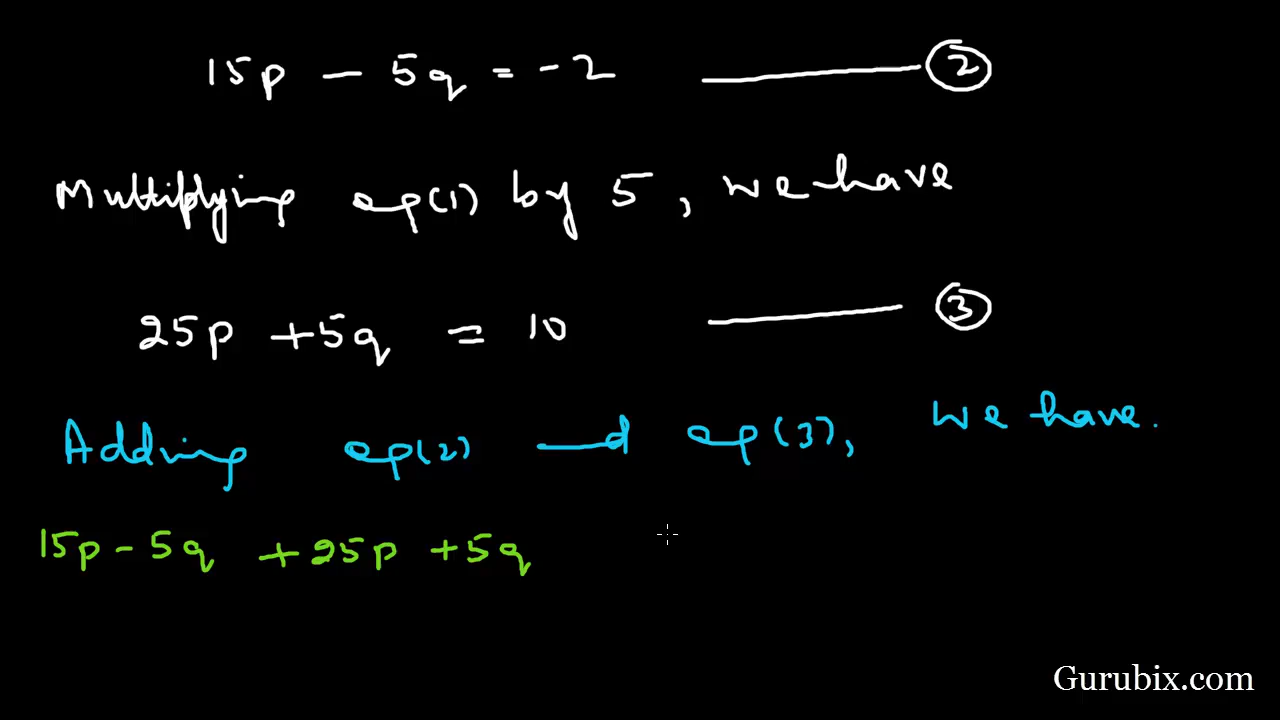 15p - 5q = -2 ——— 2
Multiplying eq(1) by 5, we have
25p + 5q = 10 ——— 3
Adding eq(2) and eq(3), we have.
15p - 5q + 25p + 5q
Gurubix.com